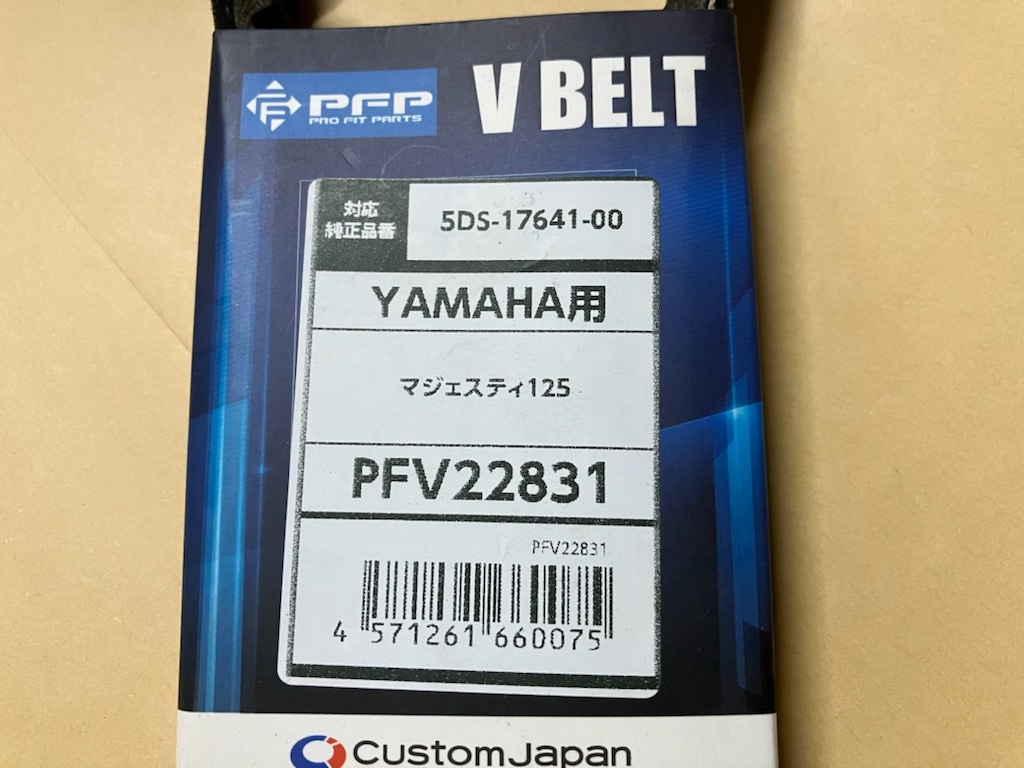 PFP
PRO FIT PARTS
V BELT
対応
純正品番
5DS-17641-00
YAMAHA用
マジェスティ125
PFV22831
PFV22831
4 571261 660075
CustomJapan